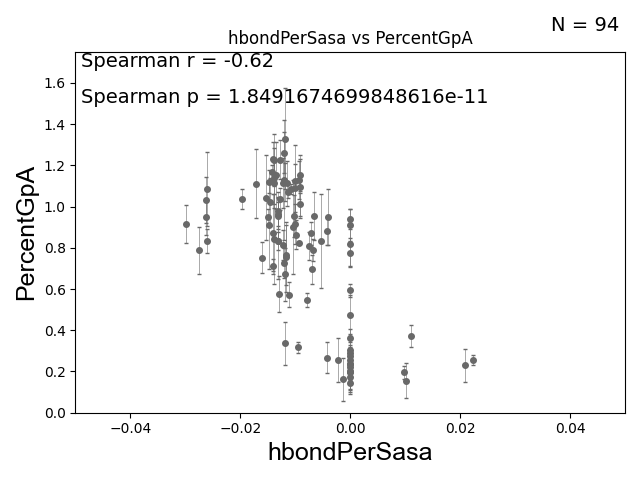 N = 94
hbondPerSasa vs PercentGpA
Spearman r = -0.62
Spearman p = 1.8491674699848616e-11
PercentGpA
1.6
1.4
1.2
1.0
0.8
0.6
0.4
0.2
0.0
−0.04 −0.02 0.00 0.02 0.04
hbondPerSasa